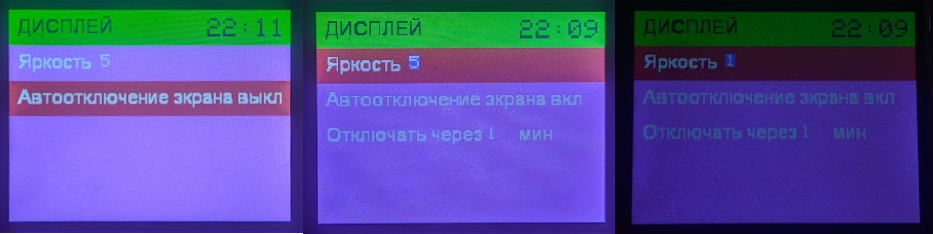 ДИСПЛЕЙ 22:11
Яркость 5
Автоотключение экрана выкл
ДИСПЛЕЙ 22:09
Яркость 5
Автоотключение экрана вкл
Отключать через 1 мин
ДИСПЛЕЙ 22:09
Яркость 1
Автоотключение экрана вкл
Отключать через 1 мин